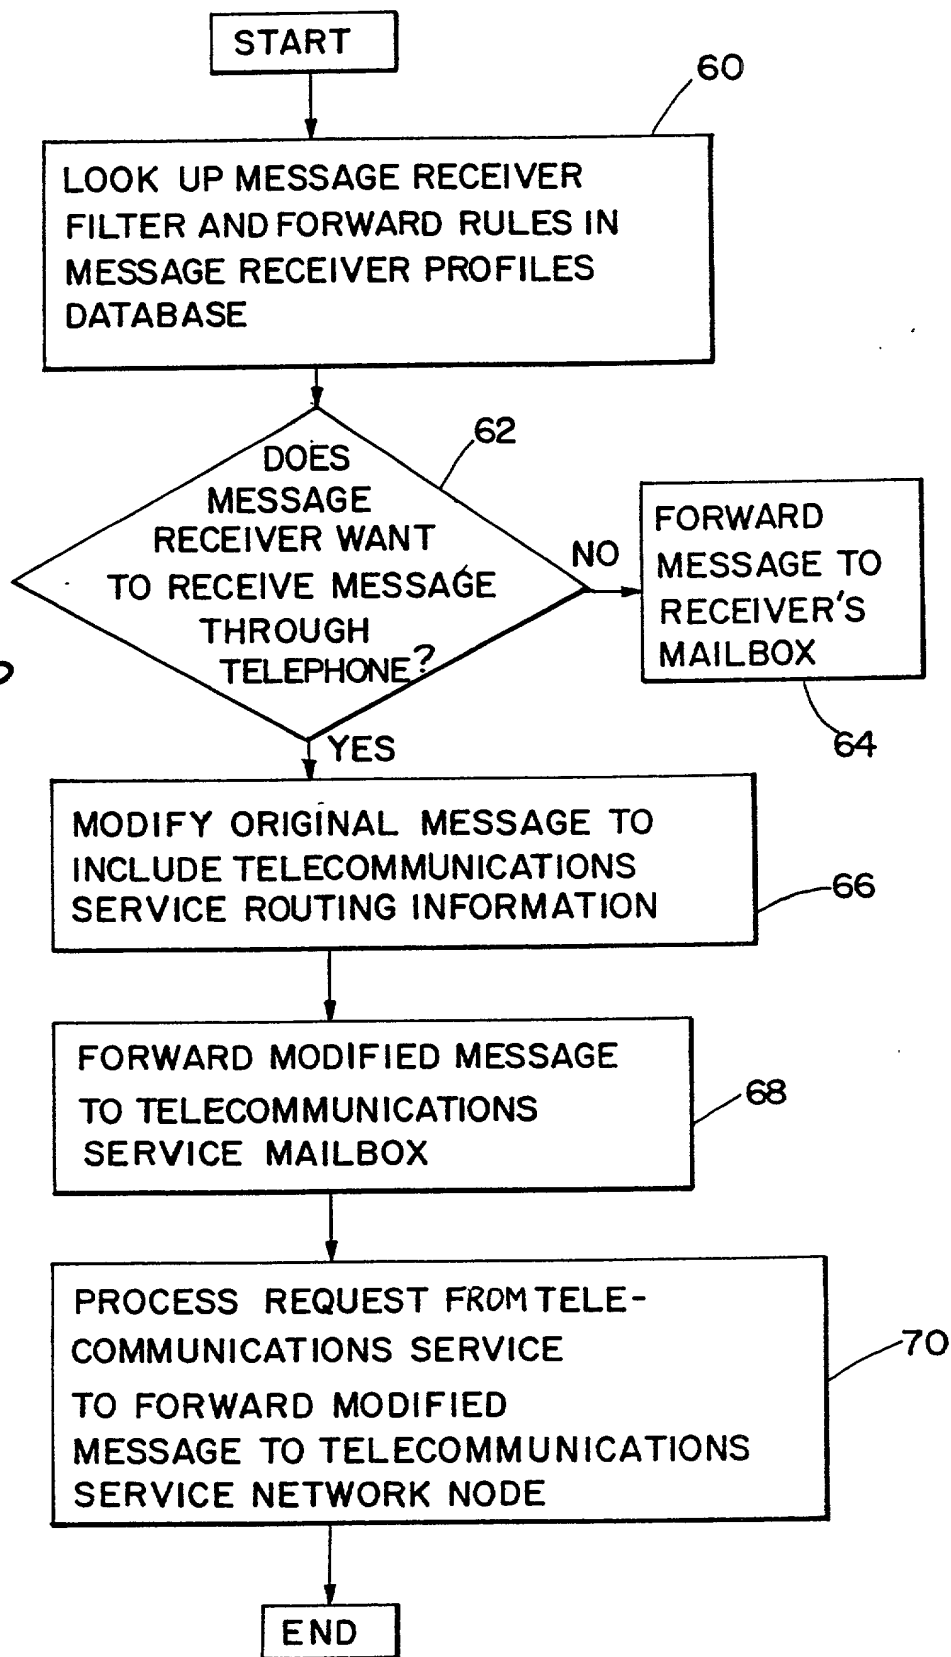 START
60
LOOK UP MESSAGE RECEIVER
FILTER AND FORWARD RULES IN
MESSAGE RECEIVER PROFILES
DATABASE
62
DOES
MESSAGE
RECEIVER WANT
TO RECEIVE MESSAGE
THROUGH
TELEPHONE?
NO
FORWARD
MESSAGE TO
RECEIVER'S
MAILBOX
64
YES
MODIFY ORIGINAL MESSAGE TO
INCLUDE TELECOMMUNICATIONS
SERVICE ROUTING INFORMATION
66
FORWARD MODIFIED MESSAGE
TO TELECOMMUNICATIONS
SERVICE MAILBOX
68
PROCESS REQUEST FROM TELE-
COMMUNICATIONS SERVICE
TO FORWARD MODIFIED
MESSAGE TO TELECOMMUNICATIONS
SERVICE NETWORK NODE
70
END